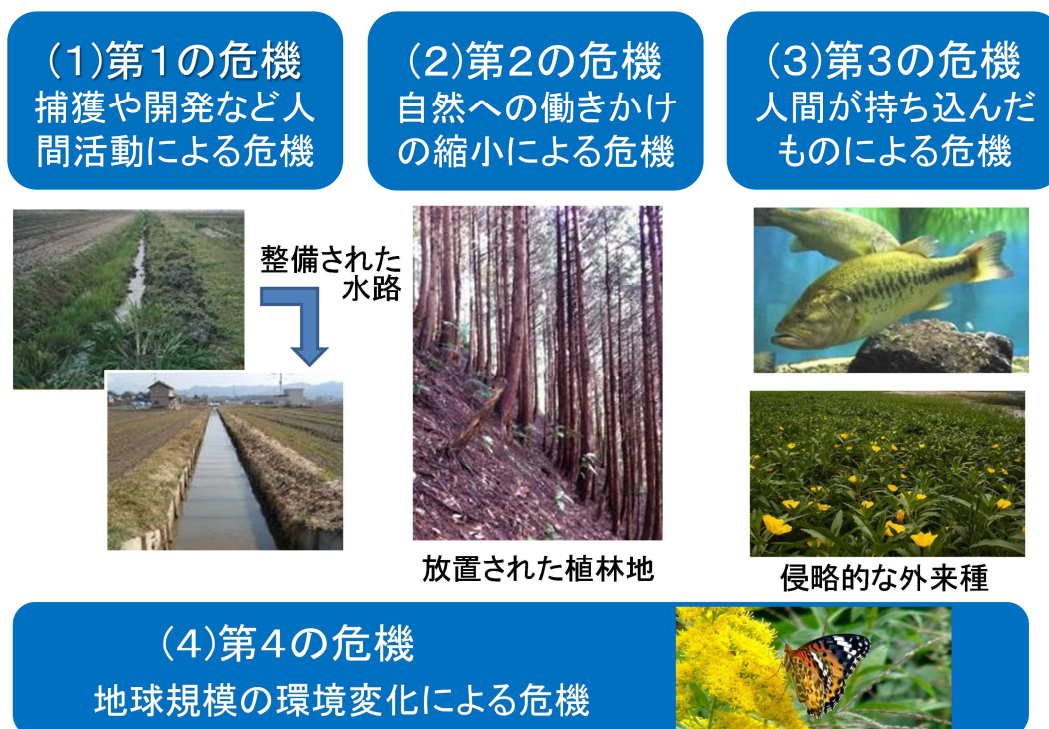 (1)第1の危機
捕獲や開発など人
間活動による危機
(2)第2の危機
自然への働きかけ
の縮小による危機
(3)第3の危機
人間が持ち込んだ
ものによる危機
整備された
水路
放置された植林地
侵略的な外来種
(4)第4の危機
地球規模の環境変化による危機